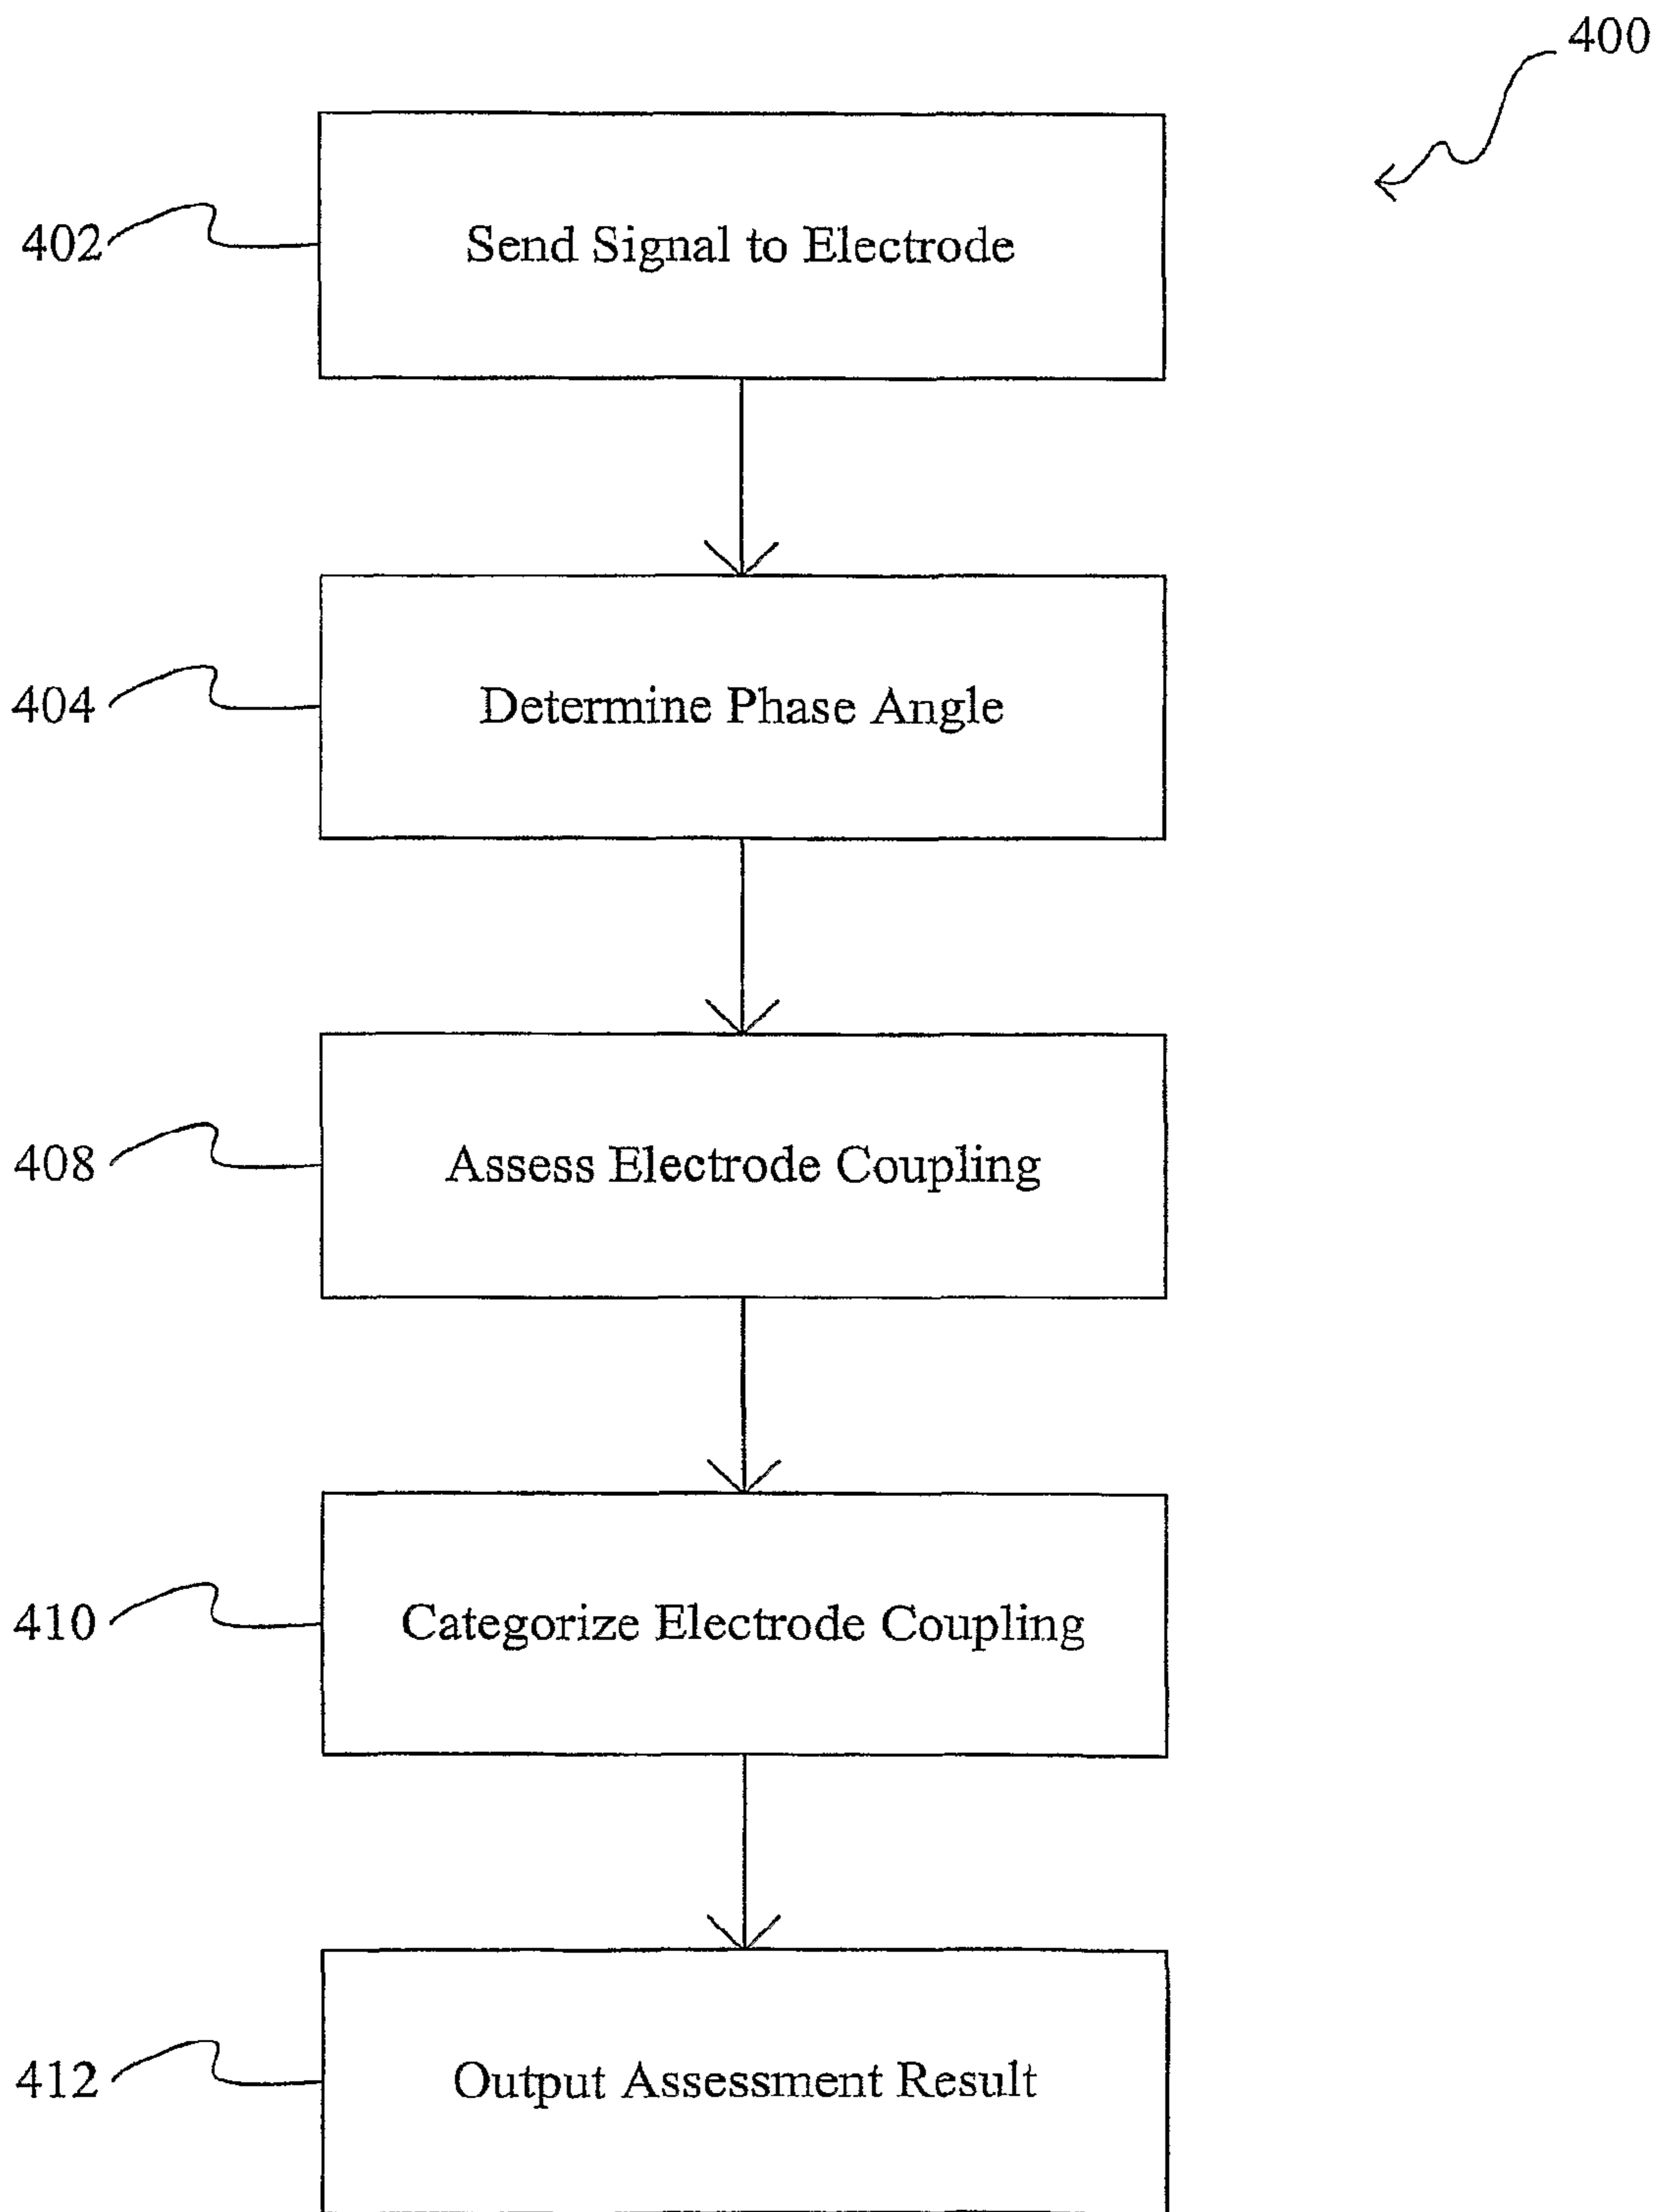 400
402 Send Signal to Electrode
404 Determine Phase Angle
408 Assess Electrode Coupling
410 Categorize Electrode Coupling
412 Output Assessment Result